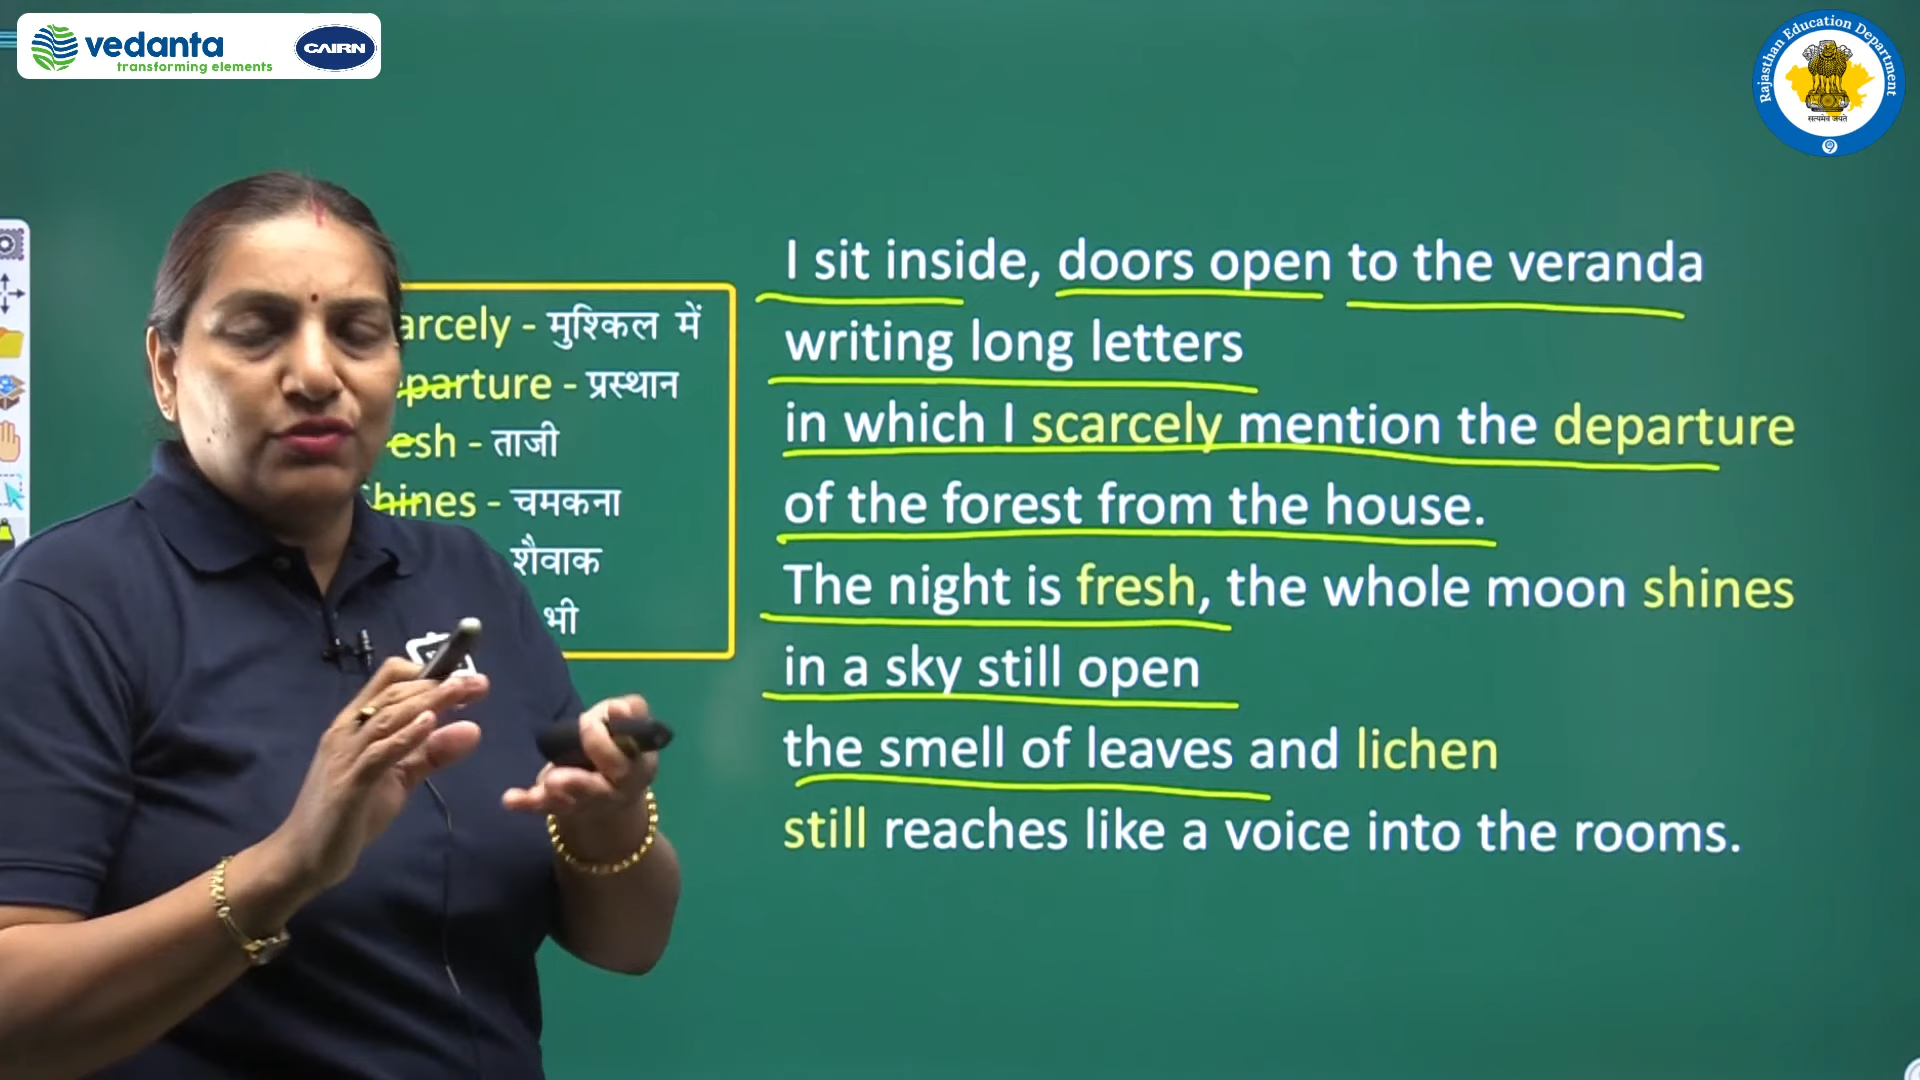 vedanta
transforming elements
CAIRN
Rajasthan Education Department
सत्यमेव जयते
arcely - मुश्किल में
parture - प्रस्थान
esh - ताजी
hines - चमकना
शैवाक
भी
I sit inside, doors open to the veranda
writing long letters
in which I scarcely mention the departure
of the forest from the house.
The night is fresh, the whole moon shines
in a sky still open
the smell of leaves and lichen
still reaches like a voice into the rooms.